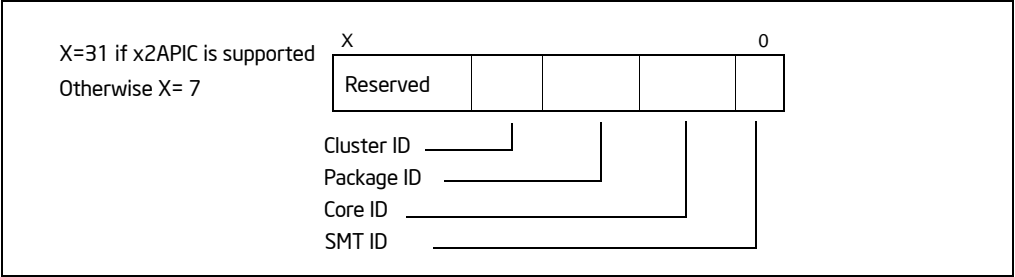 X=31 if x2APIC is supported
Otherwise X= 7
X
0
Reserved
Cluster ID
Package ID
Core ID
SMT ID